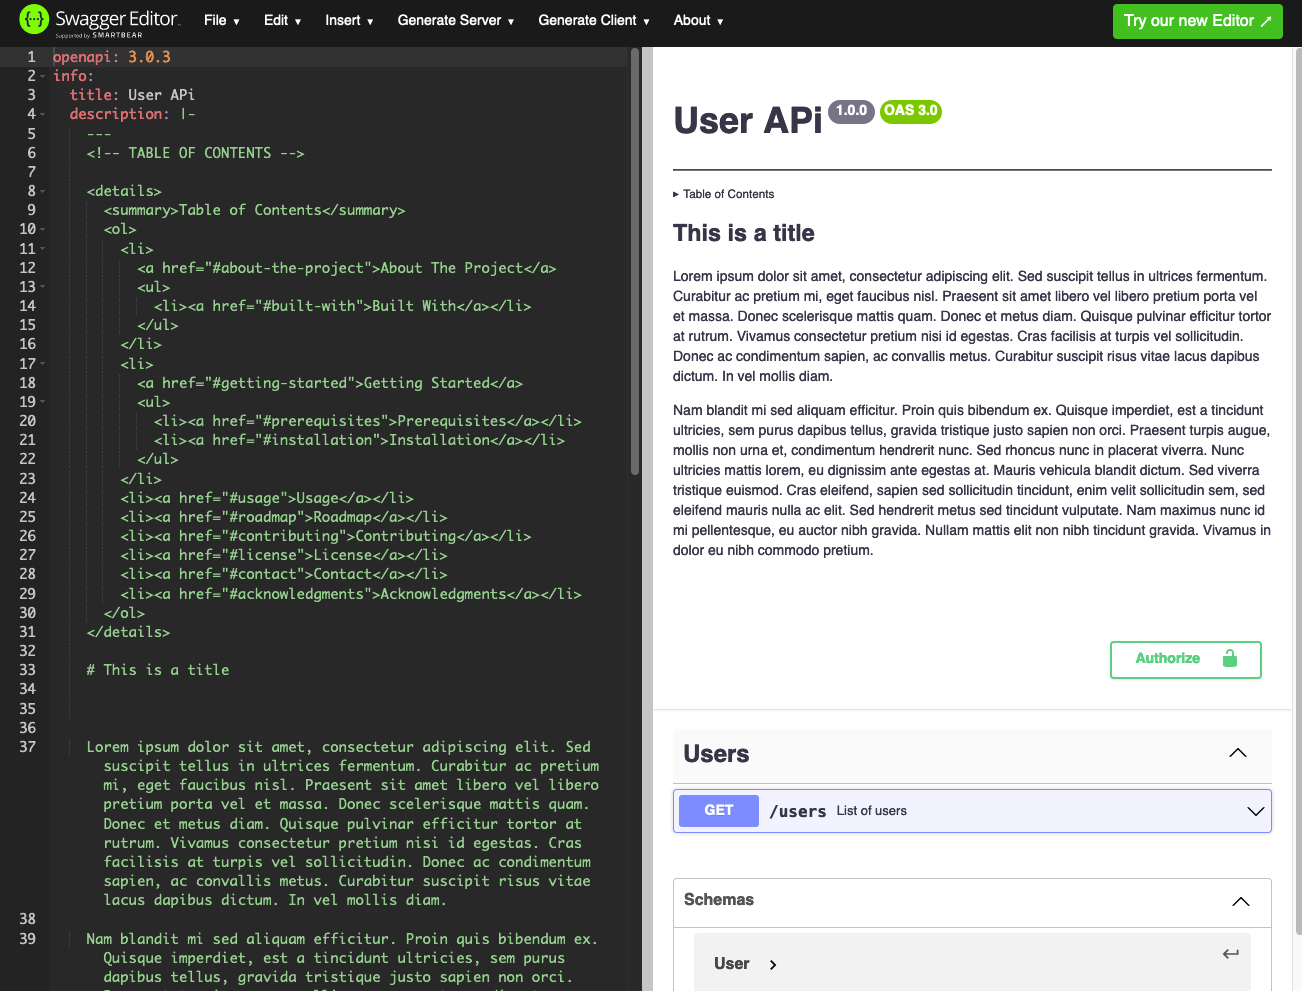 Swagger Editor
Supported by SMARTBEAR
File ▾ Edit ▾ Insert ▾ Generate Server ▾ Generate Client ▾ About ▾
Try our new Editor ↗
1 openapi: 3.0.3
2 info:
3 title: User APi
4 description: |-
5 ---
6 <!-- TABLE OF CONTENTS -->
7
8 <details>
9 <summary>Table of Contents</summary>
10 <ol>
11 <li>
12 <a href="#about-the-project">About The Project</a>
13 <ul>
14 <li><a href="#built-with">Built With</a></li>
15 </ul>
16 </li>
17 <li>
18 <a href="#getting-started">Getting Started</a>
19 <ul>
20 <li><a href="#prerequisites">Prerequisites</a></li>
21 <li><a href="#installation">Installation</a></li>
22 </ul>
23 </li>
24 <li><a href="#usage">Usage</a></li>
25 <li><a href="#roadmap">Roadmap</a></li>
26 <li><a href="#contributing">Contributing</a></li>
27 <li><a href="#license">License</a></li>
28 <li><a href="#contact">Contact</a></li>
29 <li><a href="#acknowledgments">Acknowledgments</a></li>
30 </ol>
31 </details>
32
33 # This is a title
34
35
36
37 Lorem ipsum dolor sit amet, consectetur adipiscing elit. Sed
suscipit tellus in ultrices fermentum. Curabitur ac pretium
mi, eget faucibus nisl. Praesent sit amet libero vel libero
pretium porta vel et massa. Donec scelerisque mattis quam.
Donec et metus diam. Quisque pulvinar efficitur tortor at
rutrum. Vivamus consectetur pretium nisi id egestas. Cras
facilisis at turpis vel sollicitudin. Donec ac condimentum
sapien, ac convallis metus. Curabitur suscipit risus vitae
lacus dapibus dictum. In vel mollis diam.
38
39 Nam blandit mi sed aliquam efficitur. Proin quis bibendum ex.
Quisque imperdiet, est a tincidunt ultricies, sem purus
dapibus tellus, gravida tristique justo sapien non orci.
User APi 1.0.0 OAS 3.0
Table of Contents
This is a title
Lorem ipsum dolor sit amet, consectetur adipiscing elit. Sed suscipit tellus in ultrices fermentum.
Curabitur ac pretium mi, eget faucibus nisl. Praesent sit amet libero vel libero pretium porta vel
et massa. Donec scelerisque mattis quam. Donec et metus diam. Quisque pulvinar efficitur tortor
at rutrum. Vivamus consectetur pretium nisi id egestas. Cras facilisis at turpis vel sollicitudin.
Donec ac condimentum sapien, ac convallis metus. Curabitur suscipit risus vitae lacus dapibus
dictum. In vel mollis diam.
Nam blandit mi sed aliquam efficitur. Proin quis bibendum ex. Quisque imperdiet, est a tincidunt
ultricies, sem purus dapibus tellus, gravida tristique justo sapien non orci. Praesent turpis augue,
mollis non urna et, condimentum hendrerit nunc. Sed rhoncus nunc in placerat viverra. Nunc
ultricies mattis lorem, eu dignissim ante egestas at. Mauris vehicula blandit dictum. Sed viverra
tristique euismod. Cras eleifend, sapien sed sollicitudin tincidunt, enim velit sollicitudin sem, sed
eleifend mauris nulla ac elit. Sed hendrerit metus sed tincidunt vulputate. Nam maximus nunc id
mi pellentesque, eu auctor nibh gravida. Nullam mattis elit non nibh tincidunt gravida. Vivamus in
dolor eu nibh commodo pretium.
Authorize
Users
GET /users List of users
Schemas
User